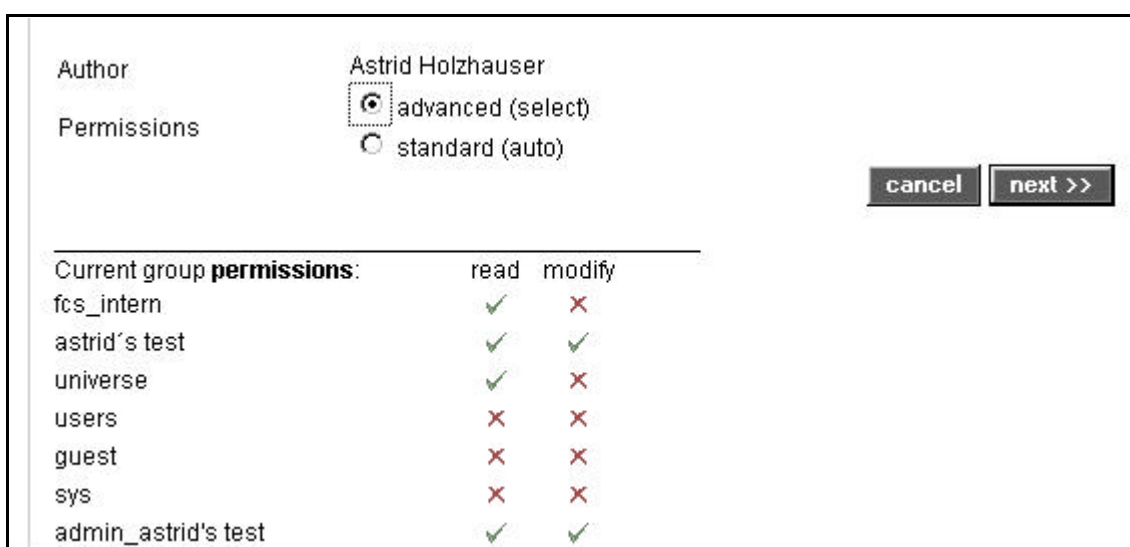 Author Astrid Holzhauser
advanced (select)
Permissions
standard (auto)
cancel next >>
Current group permissions: read modify
fcs_intern
astrid´s test
universe
users
guest
sys
admin_astrid's test